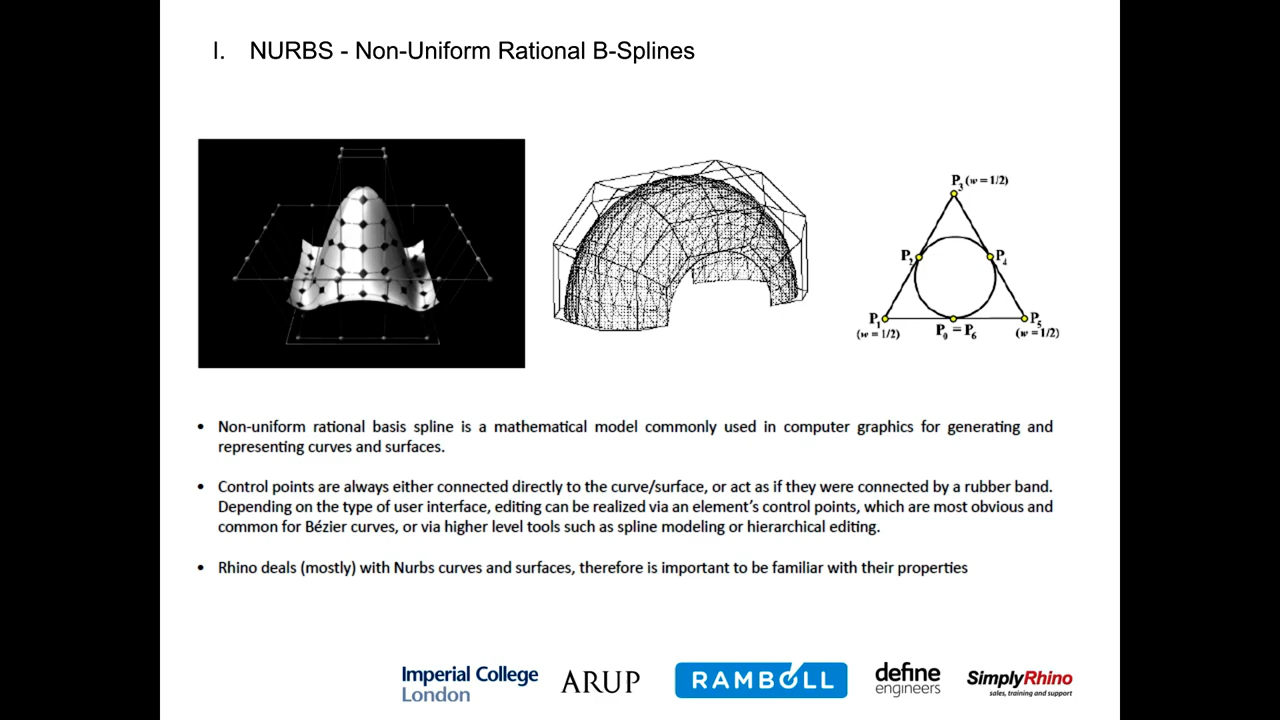 I. NURBS - Non-Uniform Rational B-Splines
P3 (w = 1/2)
P2
P4
P1
(w = 1/2)
P0 = P6
P5
(w = 1/2)
• Non-uniform rational basis spline is a mathematical model commonly used in computer graphics for generating and
representing curves and surfaces.
• Control points are always either connected directly to the curve/surface, or act as if they were connected by a rubber band.
Depending on the type of user interface, editing can be realized via an element's control points, which are most obvious and
common for Bézier curves, or via higher level tools such as spline modeling or hierarchical editing.
• Rhino deals (mostly) with Nurbs curves and surfaces, therefore is important to be familiar with their properties
Imperial College
London
ARUP
RAMBOLL
define
engineers
SimplyRhino
sales, training and support